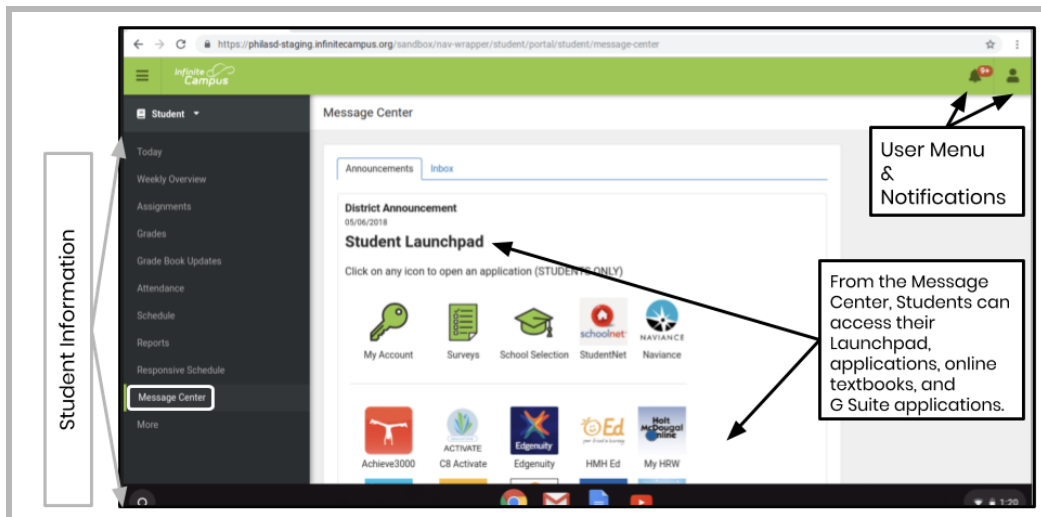 https://philasd-staging.infinitecampus.org/sandbox/nav-wrapper/student/portal/student/message-center
Infinite Campus
9+
Student
Message Center
Today
Weekly Overview
Assignments
Grades
Grade Book Updates
Attendance
Schedule
Reports
Responsive Schedule
Message Center
More
Student Information
Announcements Inbox
District Announcement
05/06/2018
Student Launchpad
Click on any icon to open an application (STUDENTS ONLY)
schoolnet
NAVIANCE
My Account Surveys School Selection StudentNet Naviance
ACTIVATE
Edgenuity
Ed
Holt
McDougal
Online
Achieve3000 C8 Activate Edgenuity HMH Ed My HRW
User Menu
&
Notifications
From the Message
Center, Students can
access their
Launchpad,
applications, online
textbooks, and
G Suite applications.
1:20